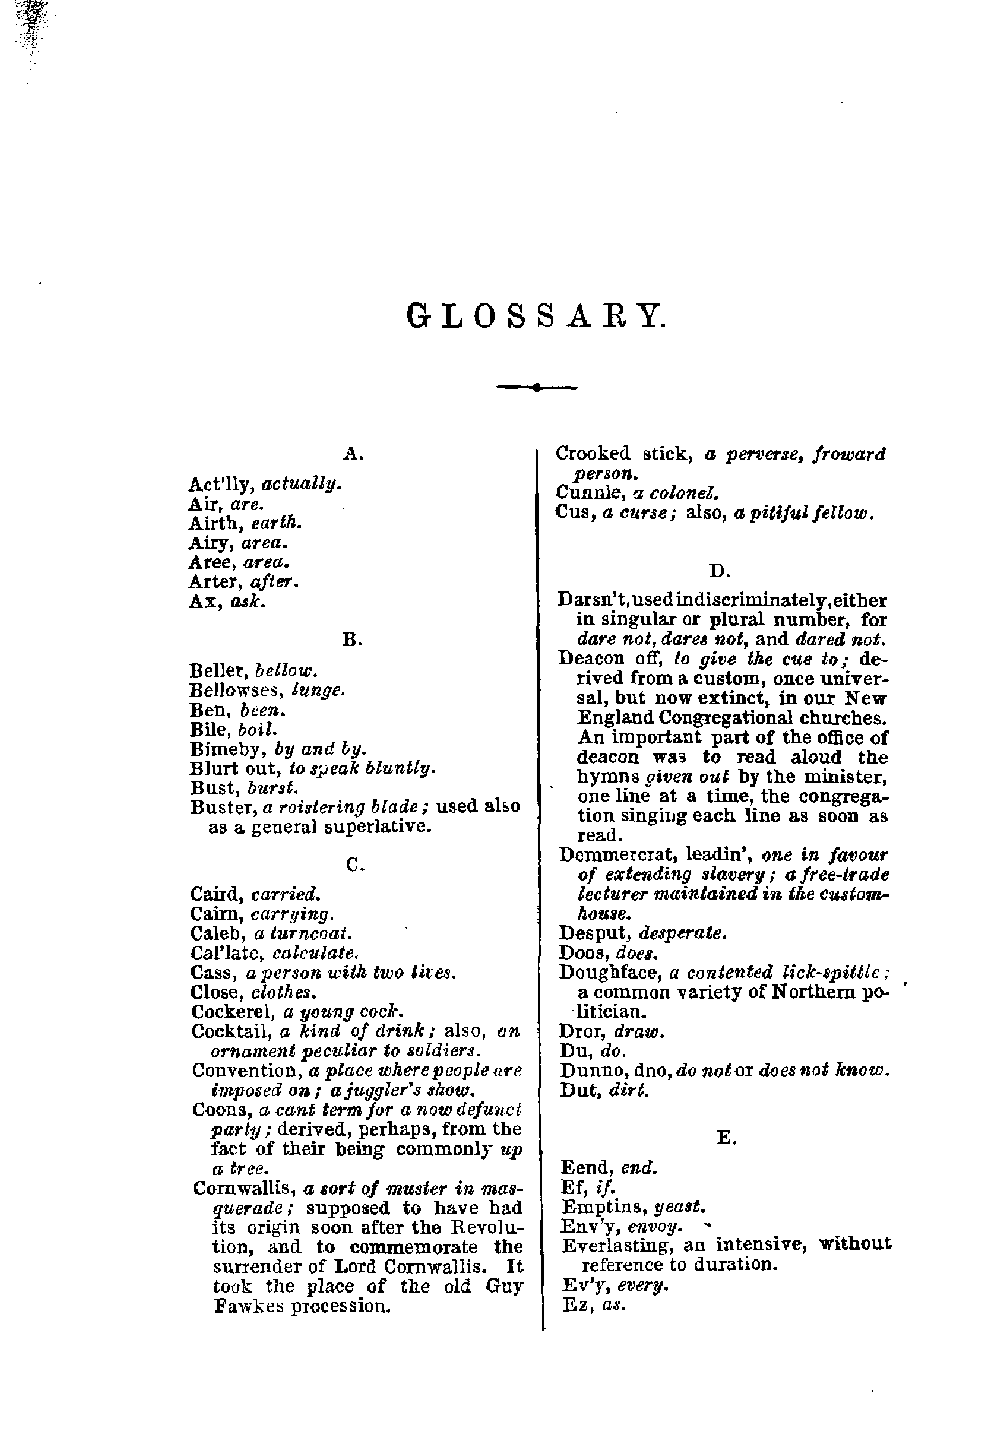 GLOSSARY.
A.
Act'lly, actually.
Air, are.
Airth, earth.
Airy, area.
Aree, area.
Arter, after.
Ax, ask.
B.
Beller, bellow.
Bellowses, lungs.
Ben, been.
Bile, boil.
Bimeby, by and by.
Blurt out, to speak bluntly.
Bust, burst.
Buster, a roistering blade; used also
as a general superlative.
C.
Caird, carried.
Cairn, carrying.
Caleb, a turncoat.
Cal'late, calculate.
Cass, a person with two lives.
Close, clothes.
Cockerel, a young cock.
Cocktail, a kind of drink; also, an
ornament peculiar to soldiers.
Convention, a place where people are
imposed on; a juggler's show.
Coons, a cant term for a now defunct
party; derived, perhaps, from the
fact of their being commonly up
a tree.
Cornwallis, a sort of muster in mas-
querade; supposed to have had
its origin soon after the Revolu-
tion, and to commemorate the
surrender of Lord Cornwallis. It
took the place of the old Guy
Fawkes procession.
Crooked stick, a perverse, froward
person.
Cunnle, a colonel.
Cus, a curse; also, a pitiful fellow.
D.
Darsn't, used indiscriminately, either
in singular or plural number, for
dare not, dares not, and dared not.
Deacon off, to give the cue to; de-
rived from a custom, once univer-
sal, but now extinct, in our New
England Congregational churches.
An important part of the office of
deacon was to read aloud the
hymns given out by the minister,
one line at a time, the congrega-
tion singing each line as soon as
read.
Demmercrat, leadin', one in favour
of extending slavery; a free-trade
lecturer maintained in the custom-
house.
Desput, desperate.
Doos, does.
Doughface, a contented lick-spittle;
a common variety of Northern po-
litician.
Dror, draw.
Du, do.
Dunno, dno, do not or does not know.
Dut, dirt.
E.
Eend, end.
Ef, if.
Emptins, yeast.
Env'y, envoy.
Everlasting, an intensive, without
reference to duration.
Ev'y, every.
Ez, as.